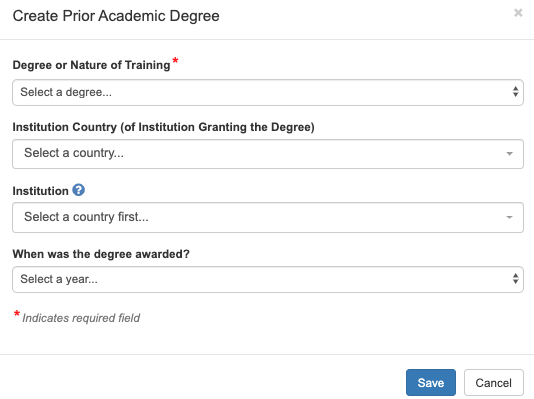 Create Prior Academic Degree ×
Degree or Nature of Training *
Select a degree...
Institution Country (of Institution Granting the Degree)
Select a country...
Institution ?
Select a country first...
When was the degree awarded?
Select a year...
* Indicates required field
Save Cancel